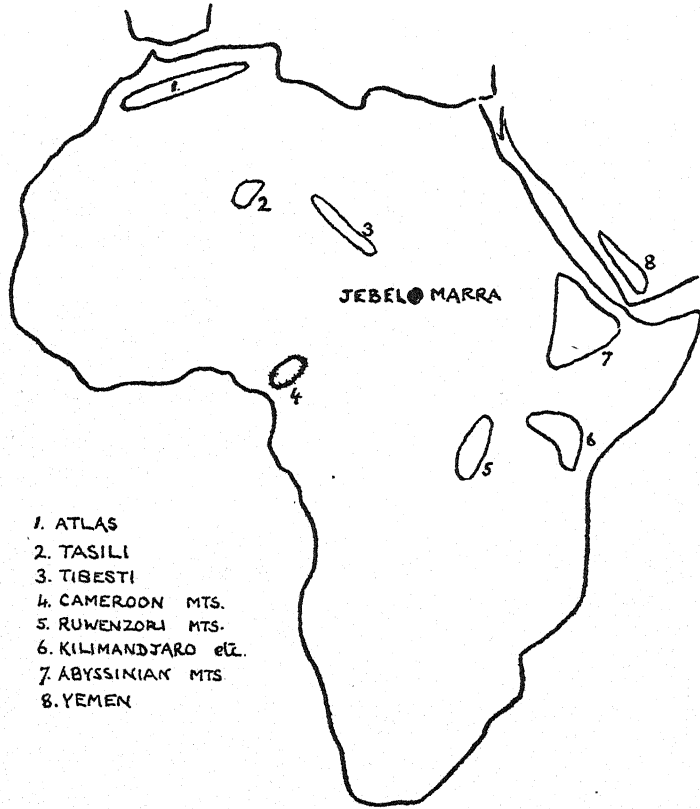 1.
2
3
8
JEBEL MARRA
7
4
6
5
1. ATLAS
2. TASILI
3. TIBESTI
4. CAMEROON MTS.
5. RUWENZORI MTS.
6. KILIMANDJARO etc.
7. ABYSSINIAN MTS
8. YEMEN